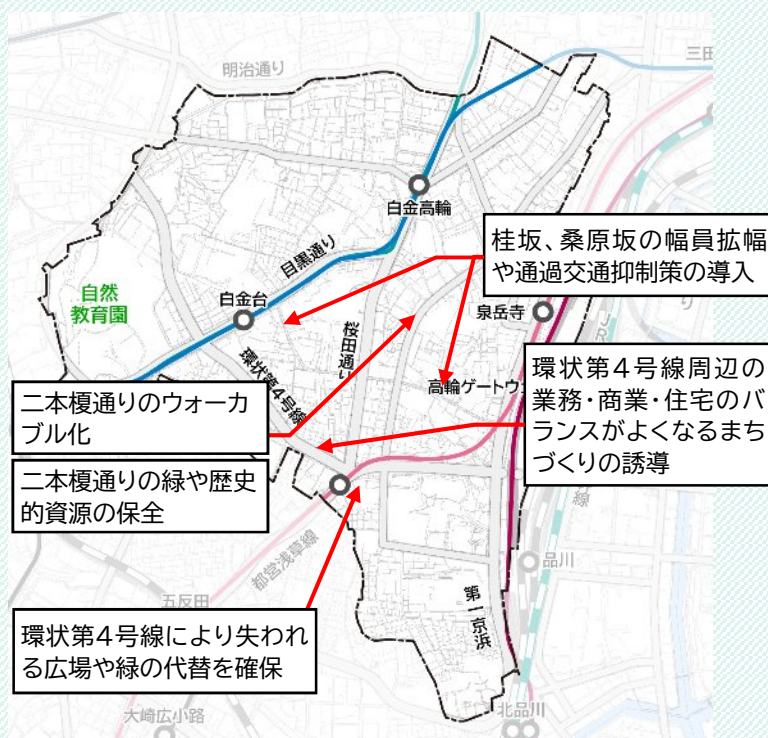 明治通り
三田
白金高輪
目黒通り
桂坂、桑原坂の幅員拡幅
や通過交通抑制策の導入
自然
教育園
白金台
泉岳寺
桜田通り
環状第4号線
高輪ゲートウ
環状第４号線周辺の
業務・商業・住宅のバ
ランスがよくなるまち
づくりの誘導
二本榎通りのウォーカ
ブル化
二本榎通りの緑や歴史
的資源の保全
都営浅草線
品川
五反田
第一京浜
環状第４号線により失われ
る広場や緑の代替を確保
大崎広小路
北品川